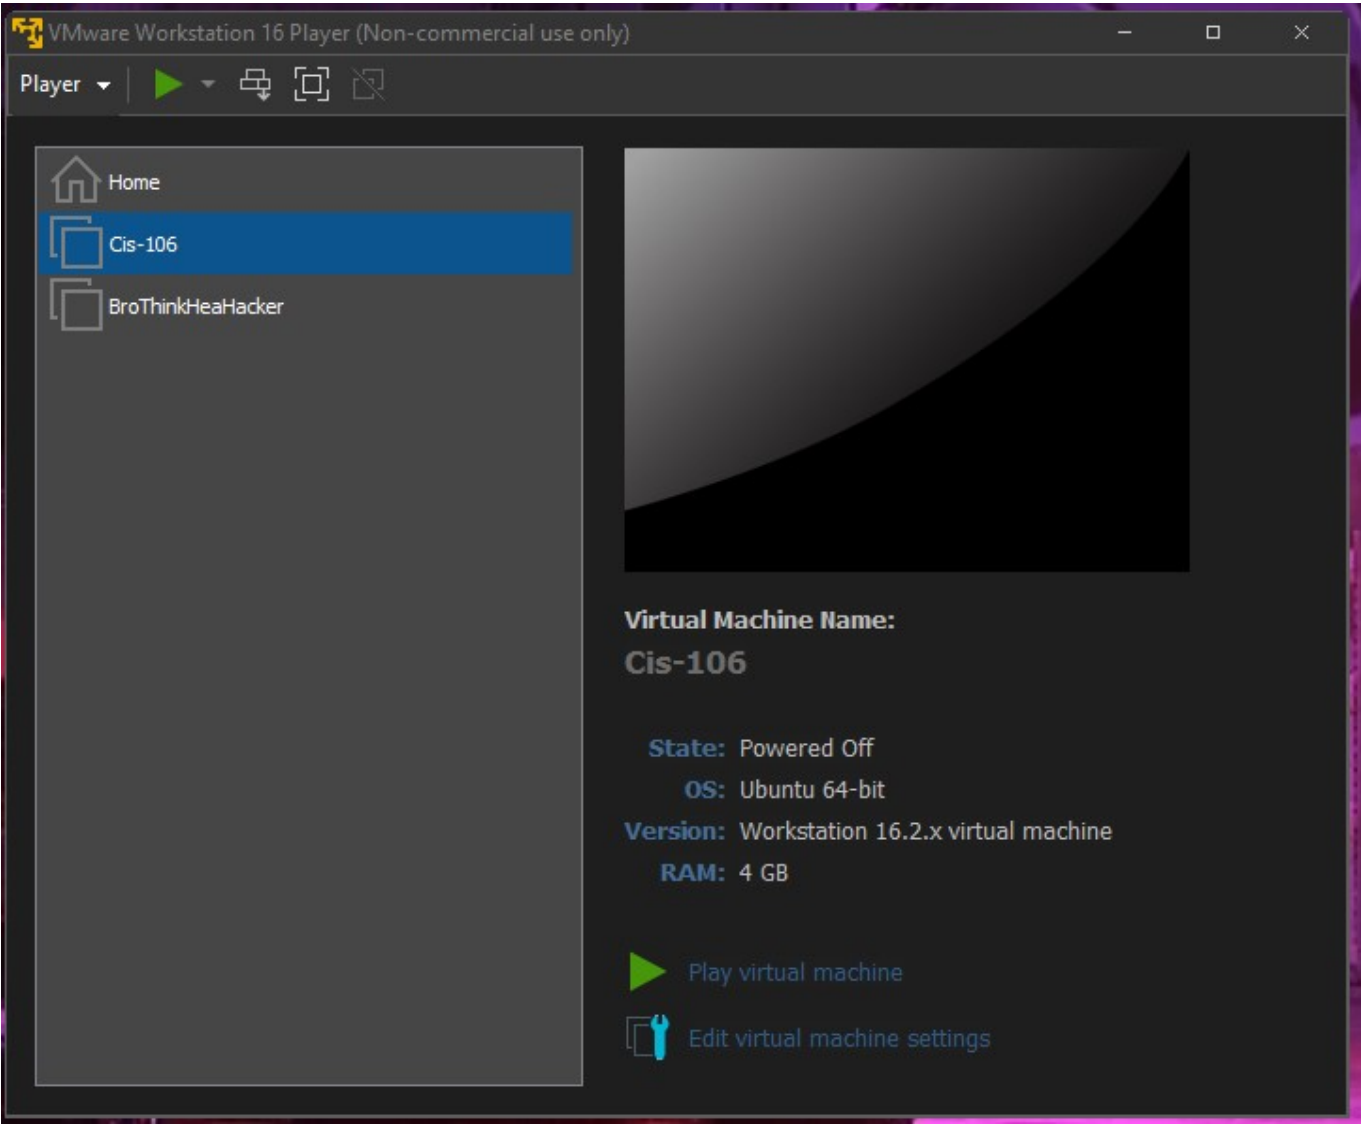 VMware Workstation 16 Player (Non-commercial use only)
Player
Home
Cis-106
BroThinkHeaHacker
Virtual Machine Name:
Cis-106
State: Powered Off
OS: Ubuntu 64-bit
Version: Workstation 16.2.x virtual machine
RAM: 4 GB
Play virtual machine
Edit virtual machine settings